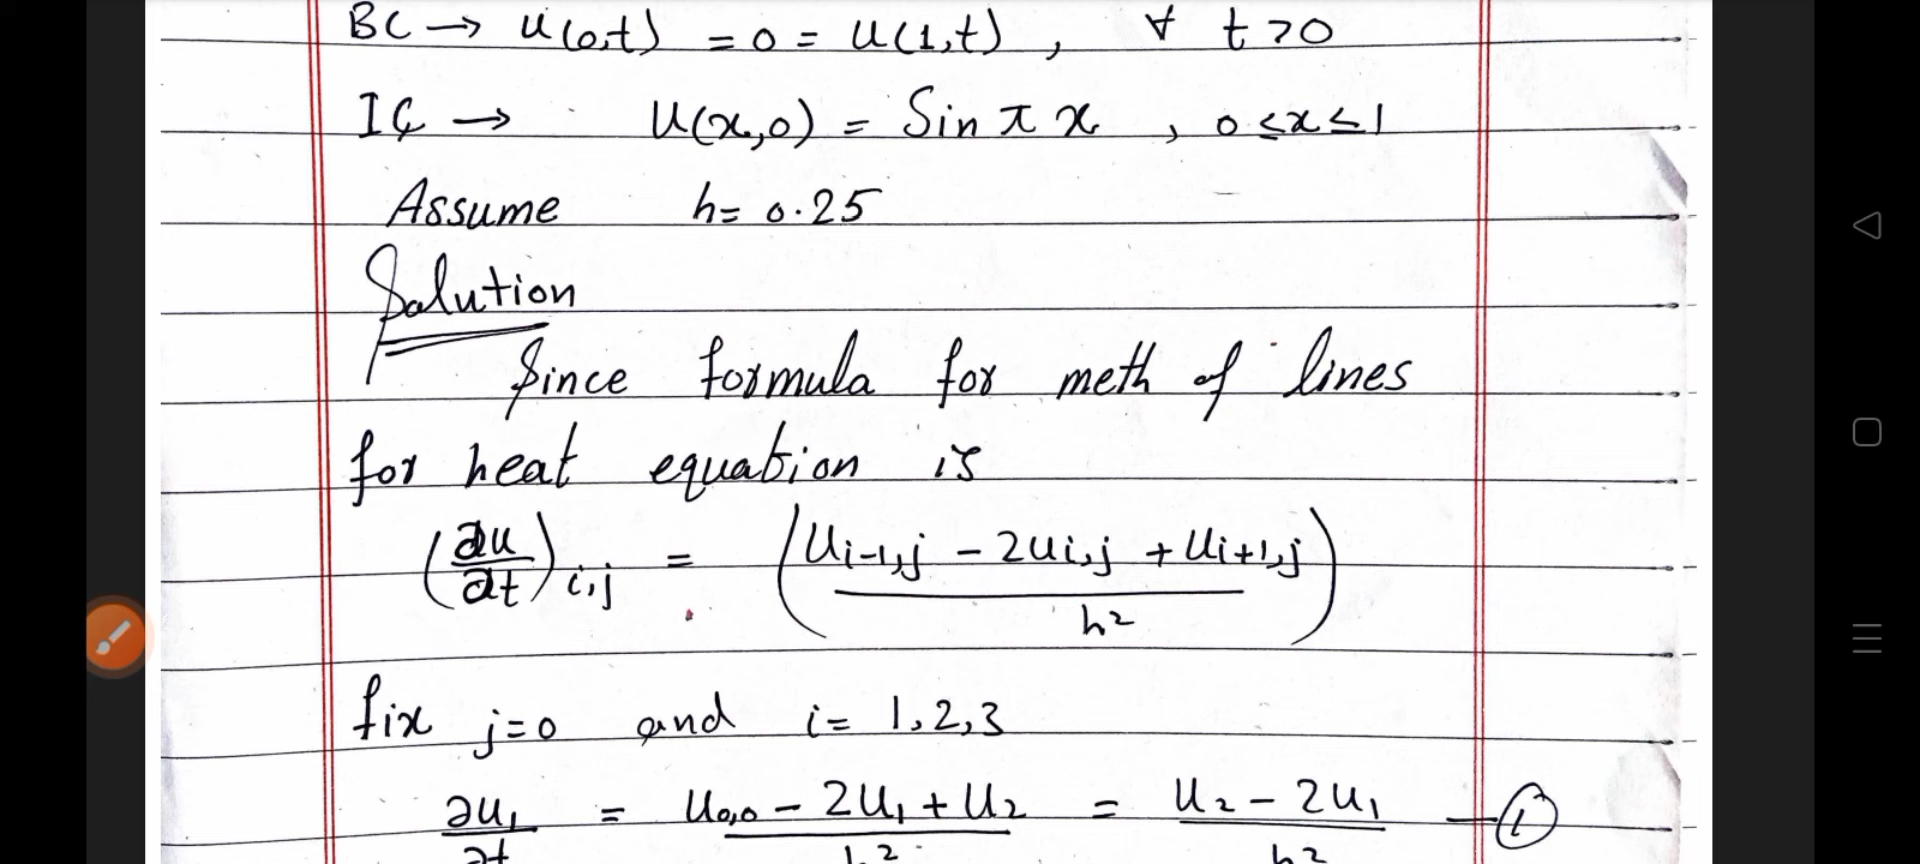 BC → u(0,t) = 0 = u(1,t) , ∀ t>0
IC → u(x,0) = Sin π x , 0≤x≤1
Assume h= 0.25
Solution
Since formula for meth of lines
for heat equation is
(∂u/∂t)i,j = (ui-1,j - 2ui,j + ui+1,j / h²)
fix j=0 and i= 1,2,3
∂u1/∂t = u0,0 - 2u1 + u2 / h² = u2 - 2u1 / h² — ①